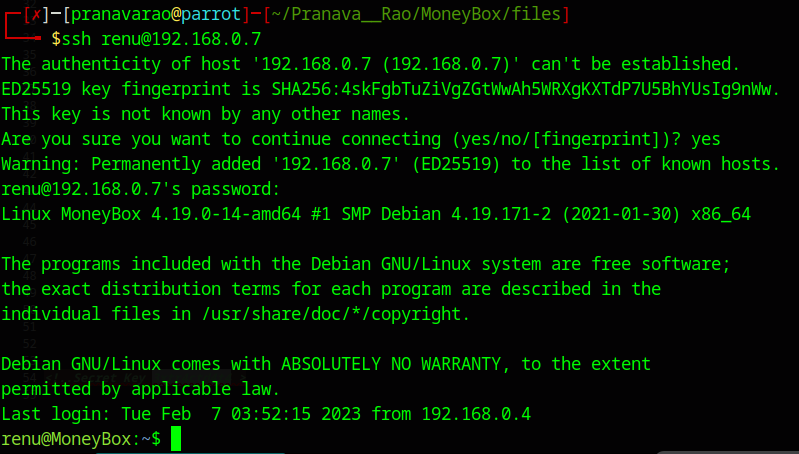 ┌─[✗]─[pranavarao@parrot]─[~/Pranava__Rao/MoneyBox/files]
└──╼ $ssh renu@192.168.0.7
The authenticity of host '192.168.0.7 (192.168.0.7)' can't be established.
ED25519 key fingerprint is SHA256:4skFgbTuZiVgZGtWwAh5WRXgKXTdP7U5BhYUsIg9nWw.
This key is not known by any other names.
Are you sure you want to continue connecting (yes/no/[fingerprint])? yes
Warning: Permanently added '192.168.0.7' (ED25519) to the list of known hosts.
renu@192.168.0.7's password:
Linux MoneyBox 4.19.0-14-amd64 #1 SMP Debian 4.19.171-2 (2021-01-30) x86_64
The programs included with the Debian GNU/Linux system are free software;
the exact distribution terms for each program are described in the
individual files in /usr/share/doc/*/copyright.
Debian GNU/Linux comes with ABSOLUTELY NO WARRANTY, to the extent
permitted by applicable law.
Last login: Tue Feb  7 03:52:15 2023 from 192.168.0.4
renu@MoneyBox:~$